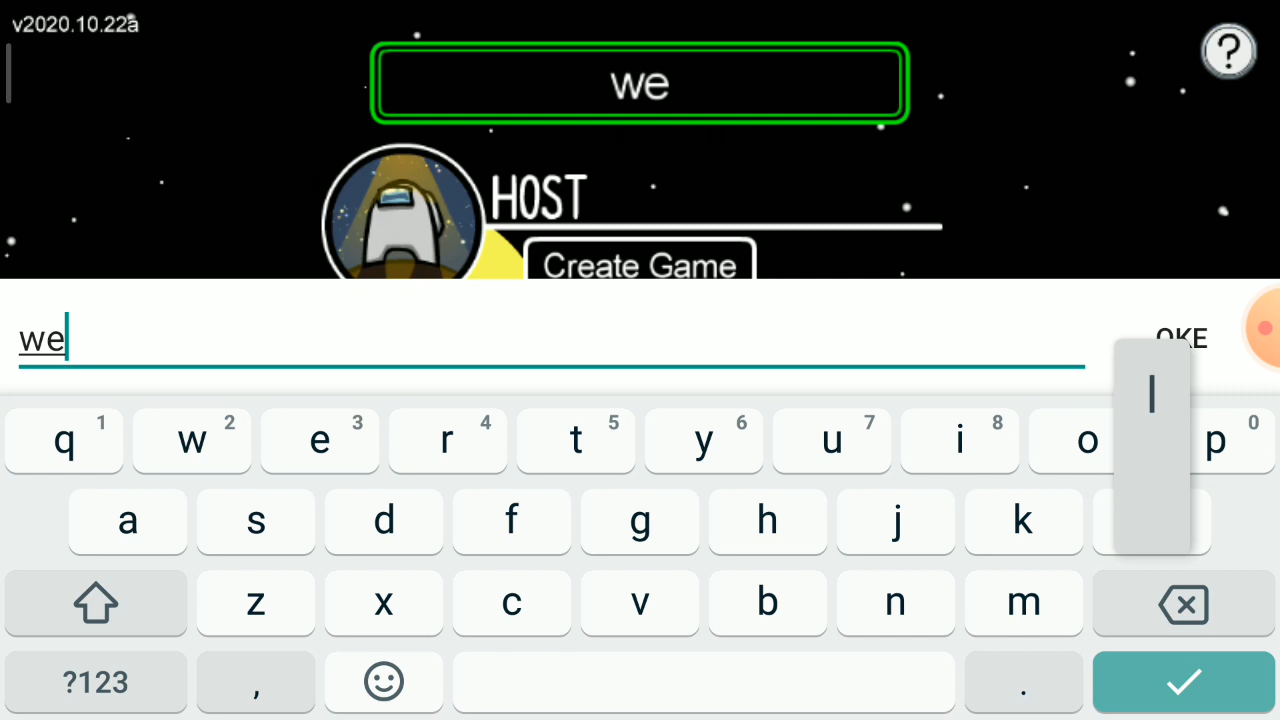 v2020.10.22a
?
we
HOST
Create Game
we
OKE
l
q 1 w 2 e 3 r 4 t 5 y 6 u 7 i 8 o p 0
a s d f g h j k
z x c v b n m
?123 , .